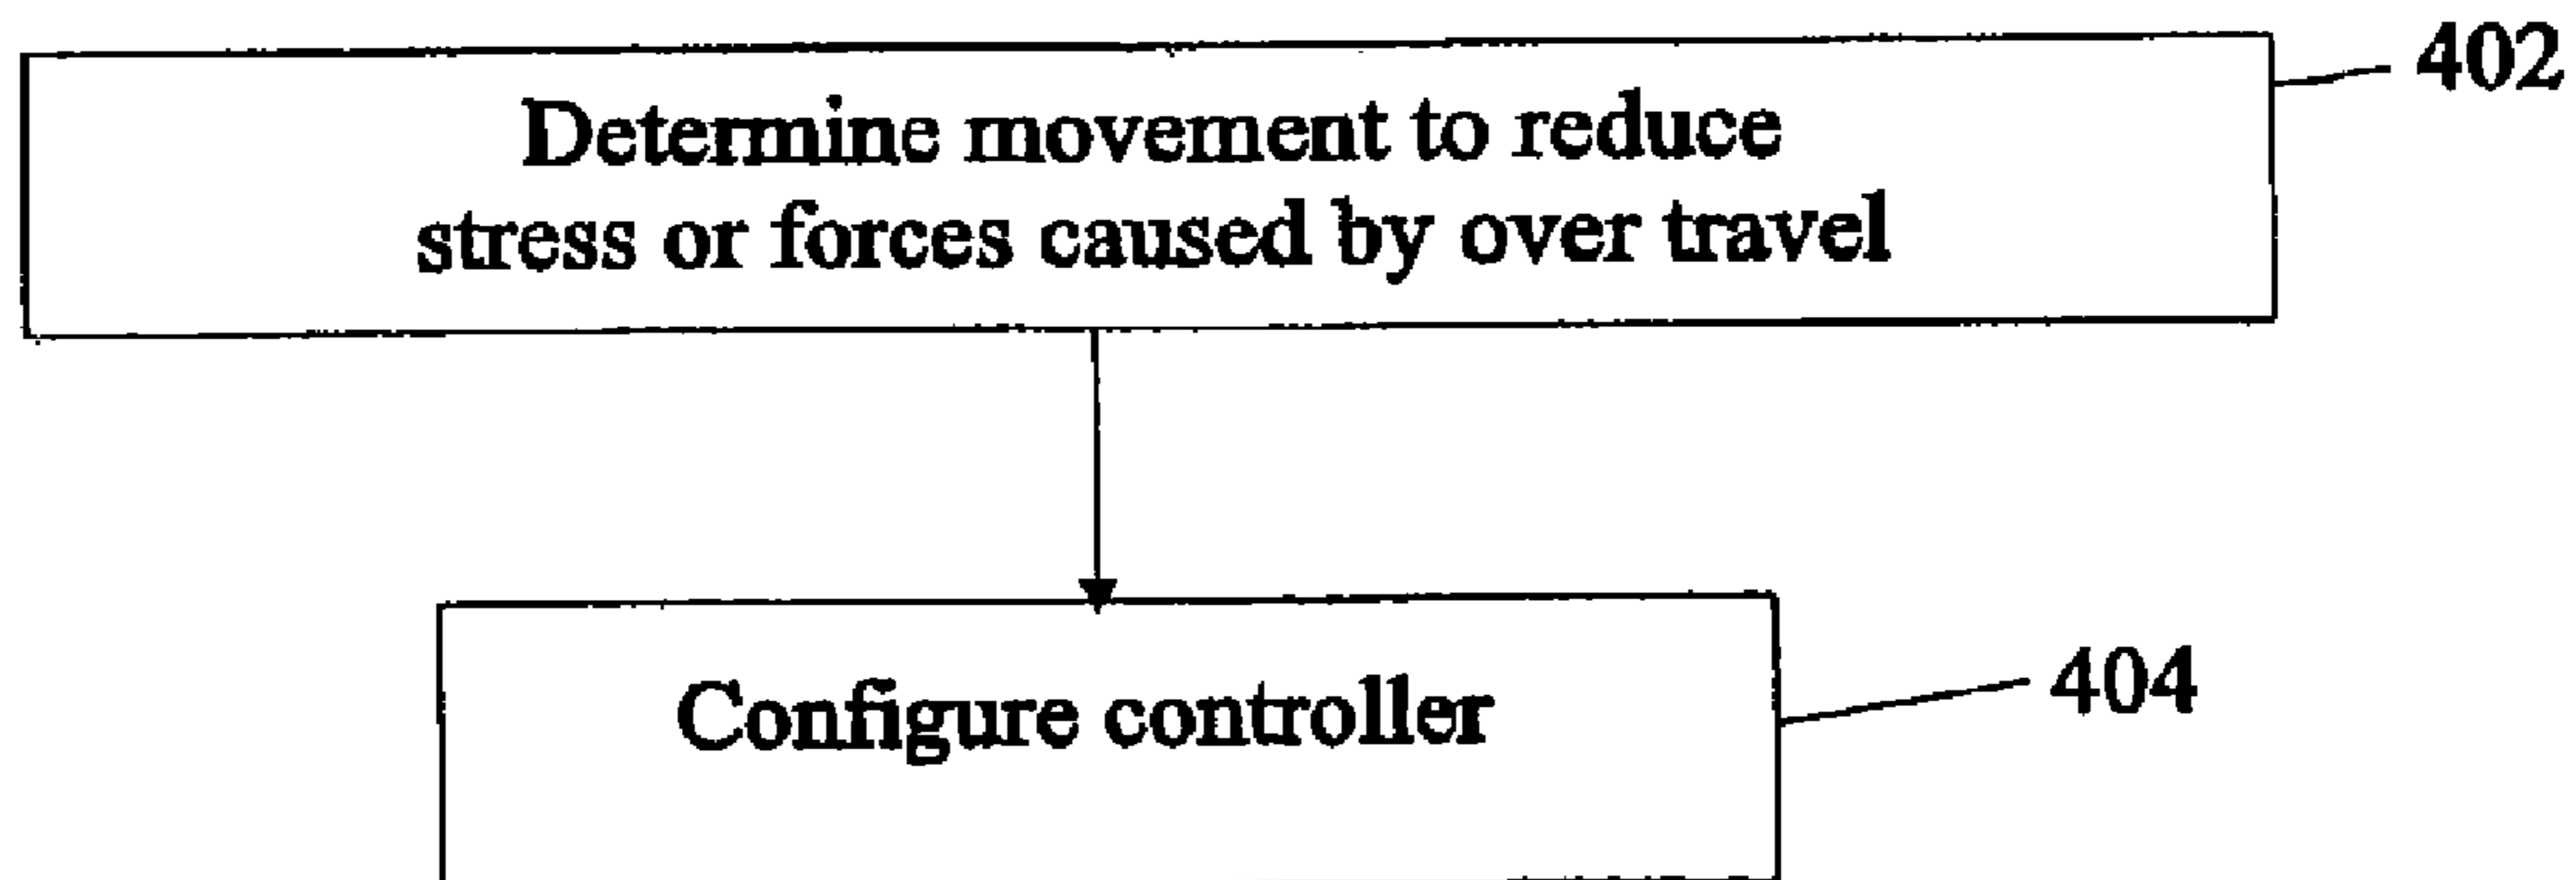 402
Determine movement to reduce
stress or forces caused by over travel
Configure controller
404